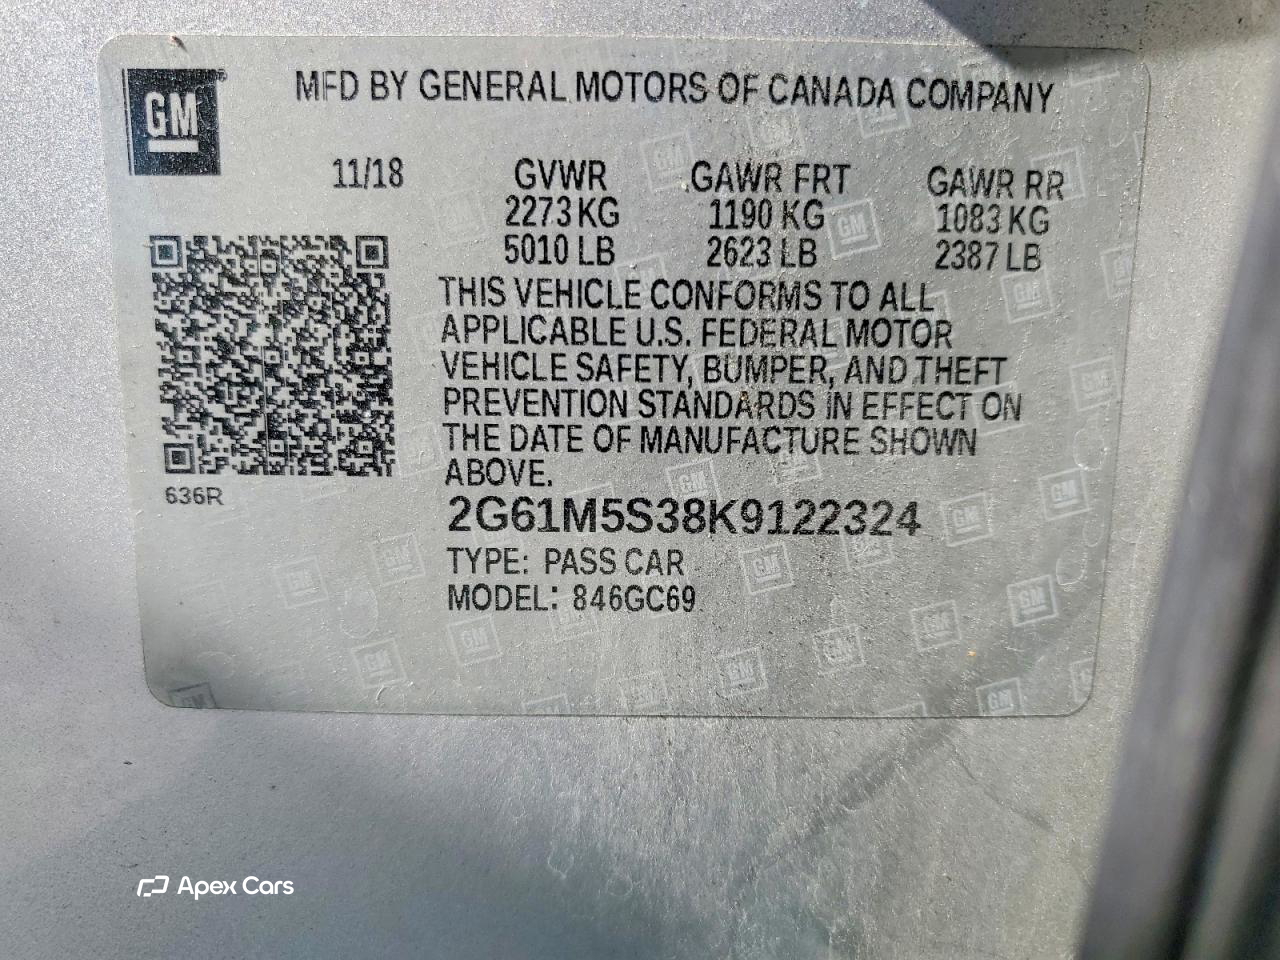 GM
MFD BY GENERAL MOTORS OF CANADA COMPANY
11/18 GVWR GAWR FRT GAWR RR
2273 KG 1190 KG 1083 KG
5010 LB 2623 LB 2387 LB
THIS VEHICLE CONFORMS TO ALL
APPLICABLE U.S. FEDERAL MOTOR
VEHICLE SAFETY, BUMPER, AND THEFT
PREVENTION STANDARDS IN EFFECT ON
THE DATE OF MANUFACTURE SHOWN
ABOVE.
636R
2G61M5S38K9122324
TYPE: PASS CAR
MODEL: 846GC69
Apex Cars